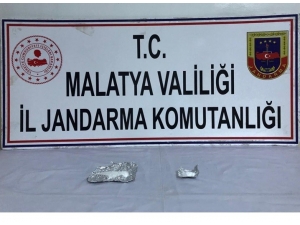 T.C.
MALATYA VALİLİĞİ
İL JANDARMA KOMUTANLIĞI